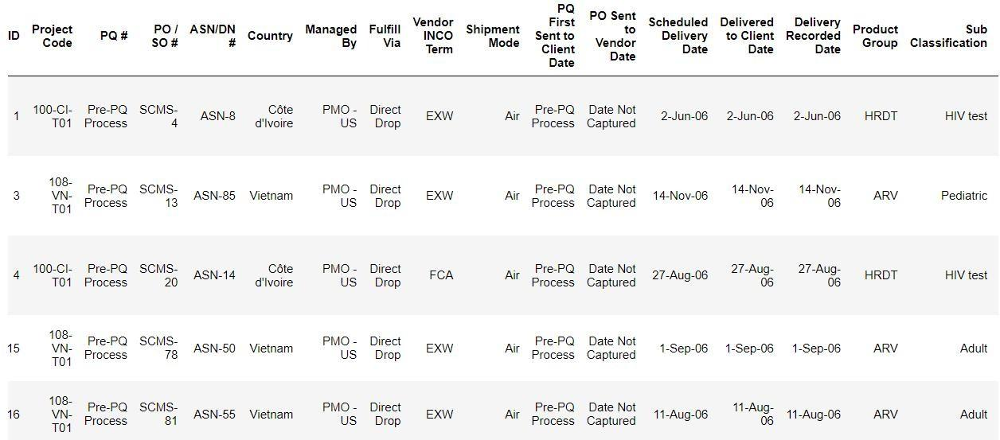 ID Project Code PQ # PO / SO # ASN/DN # Country Managed By Fulfill Via Vendor INCO Term Shipment Mode PQ First Sent to Client Date PO Sent to Vendor Date Scheduled Delivery Date Delivered to Client Date Delivery Recorded Date Product Group Sub Classification
1 100-CI-T01 Pre-PQ Process SCMS-4 ASN-8 Côte d'Ivoire PMO - US Direct Drop EXW Air Pre-PQ Process Date Not Captured 2-Jun-06 2-Jun-06 2-Jun-06 HRDT HIV test
3 108-VN-T01 Pre-PQ Process SCMS-13 ASN-85 Vietnam PMO - US Direct Drop EXW Air Pre-PQ Process Date Not Captured 14-Nov-06 14-Nov-06 14-Nov-06 ARV Pediatric
4 100-CI-T01 Pre-PQ Process SCMS-20 ASN-14 Côte d'Ivoire PMO - US Direct Drop FCA Air Pre-PQ Process Date Not Captured 27-Aug-06 27-Aug-06 27-Aug-06 HRDT HIV test
15 108-VN-T01 Pre-PQ Process SCMS-78 ASN-50 Vietnam PMO - US Direct Drop EXW Air Pre-PQ Process Date Not Captured 1-Sep-06 1-Sep-06 1-Sep-06 ARV Adult
16 108-VN-T01 Pre-PQ Process SCMS-81 ASN-55 Vietnam PMO - US Direct Drop EXW Air Pre-PQ Process Date Not Captured 11-Aug-06 11-Aug-06 11-Aug-06 ARV Adult